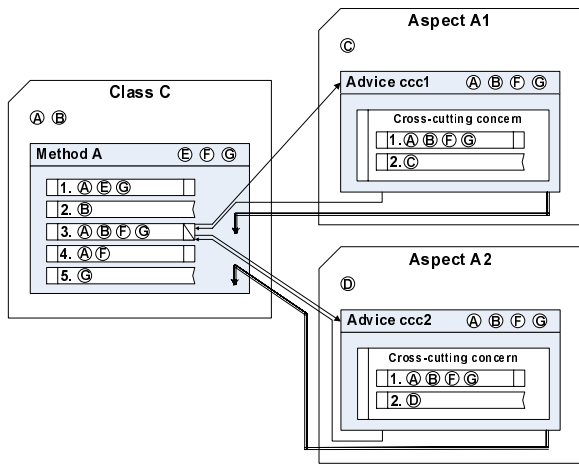 Class C
A B
Method A E F G
1. A E G
2. B
3. A B F G
4. A F
5. G
Aspect A1
C
Advice ccc1 A B F G
Cross-cutting concern
1. A B F G
2. C
Aspect A2
D
Advice ccc2 A B F G
Cross-cutting concern
1. A B F G
2. D